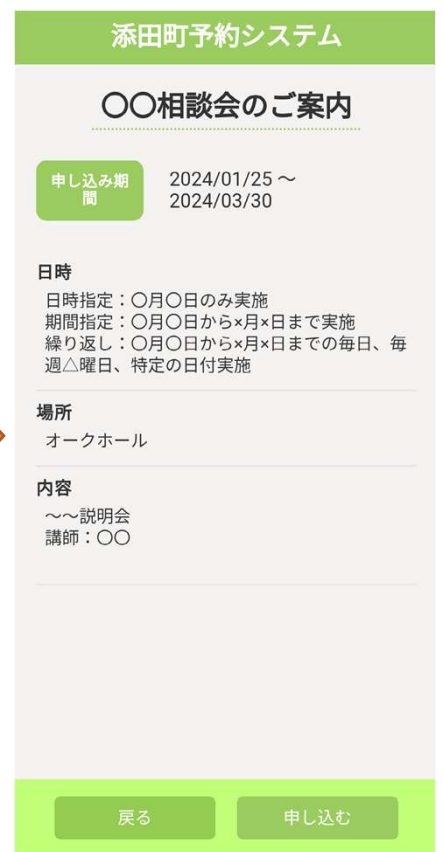 添田町予約システム
〇〇相談会のご案内
申し込み期
間
2024/01/25 ～
2024/03/30
日時
日時指定：〇月〇日のみ実施
期間指定：〇月〇日から×月×日まで実施
繰り返し：〇月〇日から×月×日までの毎日、毎
週△曜日、特定の日付実施
場所
オークホール
内容
～～説明会
講師：〇〇
戻る
申し込む